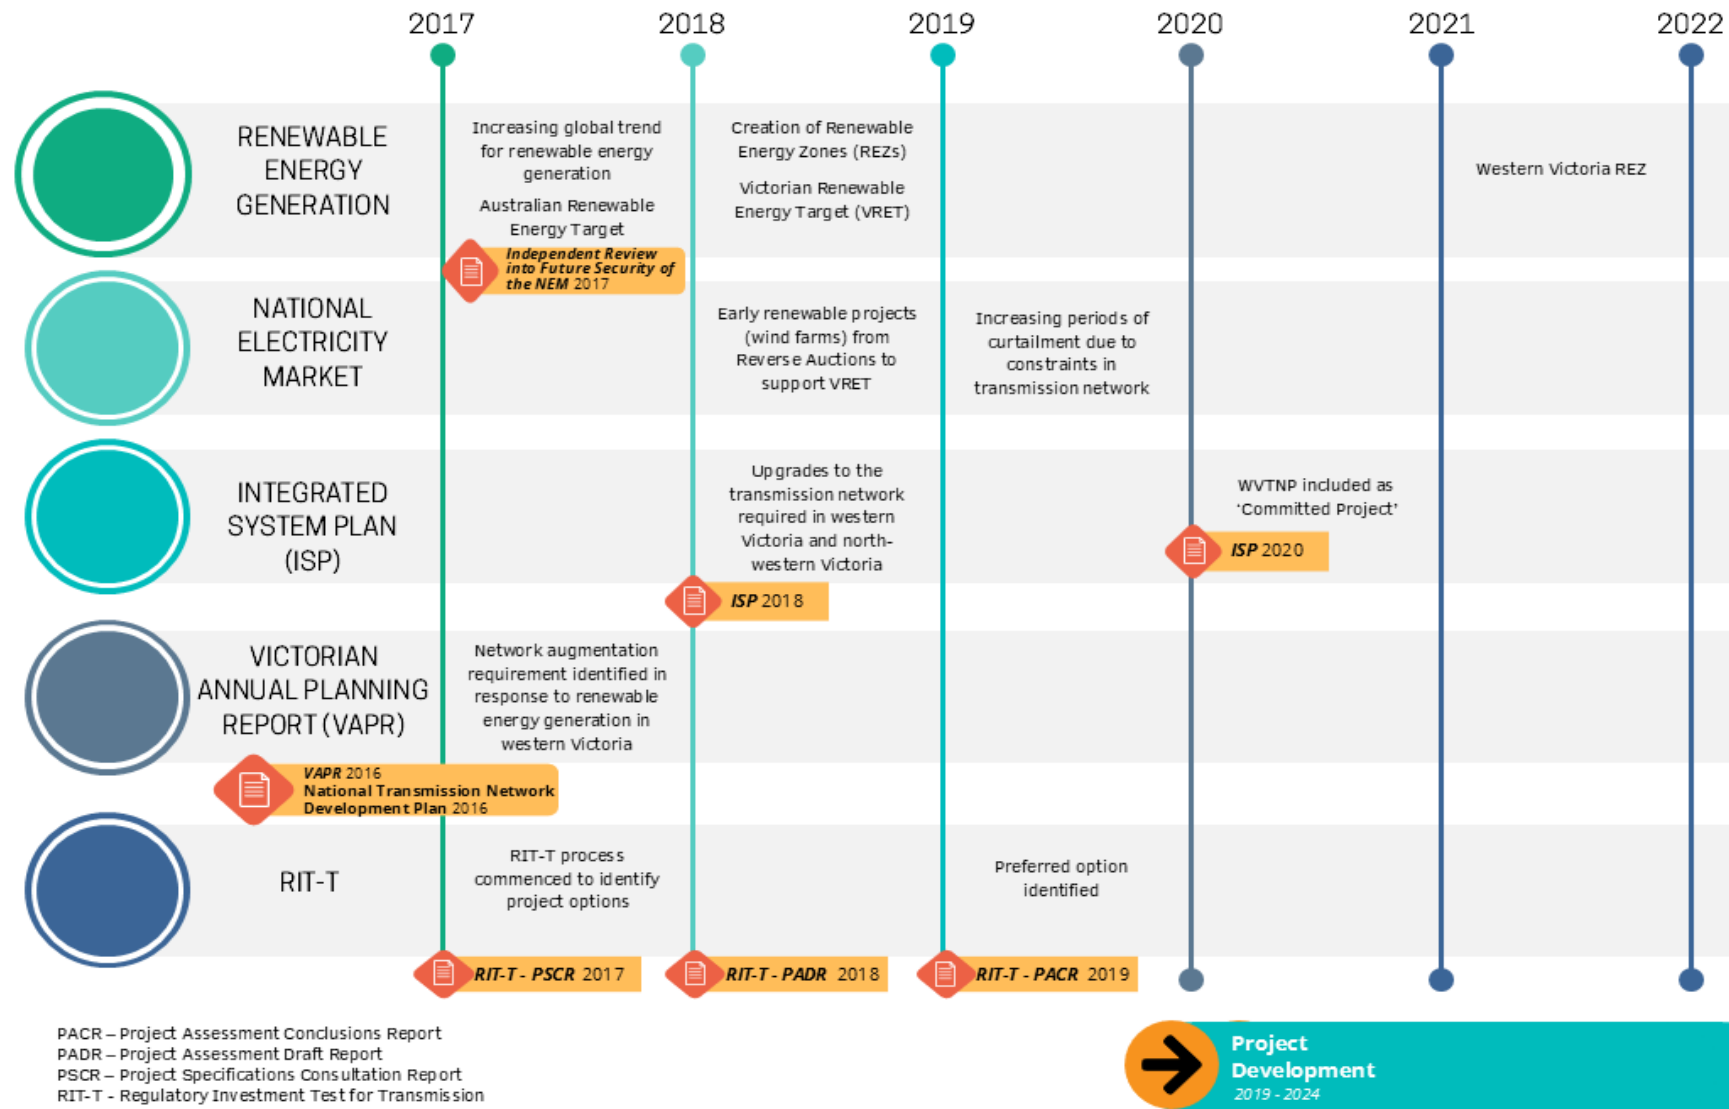 2017
2018
2019
2020
2021
2022
RENEWABLE
ENERGY
GENERATION
Increasing global trend
for renewable energy
generation
Australian Renewable
Energy Target
Creation of Renewable
Energy Zones (REZs)
Victorian Renewable
Energy Target (VRET)
Western Victoria REZ
Independent Review
into Future Security of
the NEM 2017
NATIONAL
ELECTRICITY
MARKET
Early renewable projects
(wind farms) from
Reverse Auctions to
support VRET
Increasing periods of
curtailment due to
constraints in
transmission network
INTEGRATED
SYSTEM PLAN
(ISP)
Upgrades to the
transmission network
required in western
Victoria and north-
western Victoria
WVTNP included as
‘Committed Project’
ISP 2020
ISP 2018
VICTORIAN
ANNUAL PLANNING
REPORT (VAPR)
Network augmentation
requirement identified in
response to renewable
energy generation in
western Victoria
VAPR 2016
National Transmission Network
Development Plan 2016
RIT-T
RIT-T process
commenced to identify
project options
Preferred option
identified
RIT-T - PSCR 2017
RIT-T - PADR 2018
RIT-T - PACR 2019
PACR – Project Assessment Conclusions Report
PADR – Project Assessment Draft Report
PSCR – Project Specifications Consultation Report
RIT-T - Regulatory Investment Test for Transmission
Project
Development
2019 - 2024